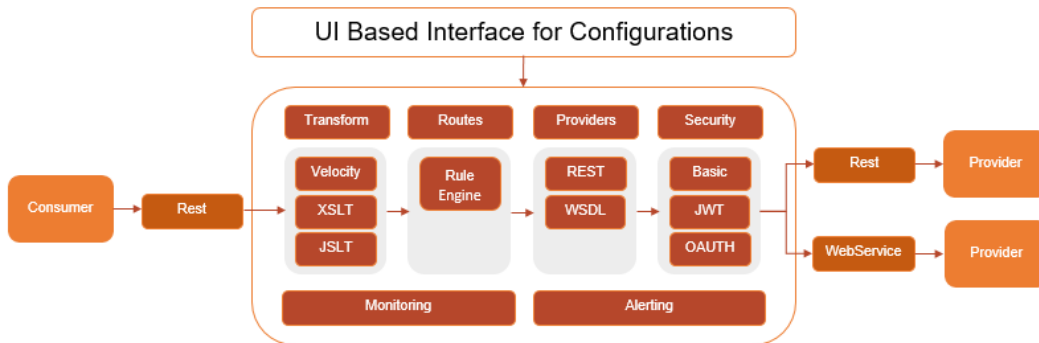 UI Based Interface for Configurations
Transform
Routes
Providers
Security
Velocity
XSLT
JSLT
Rule
Engine
REST
WSDL
Basic
JWT
OAUTH
Consumer
Rest
Rest
Provider
WebService
Provider
Monitoring
Alerting